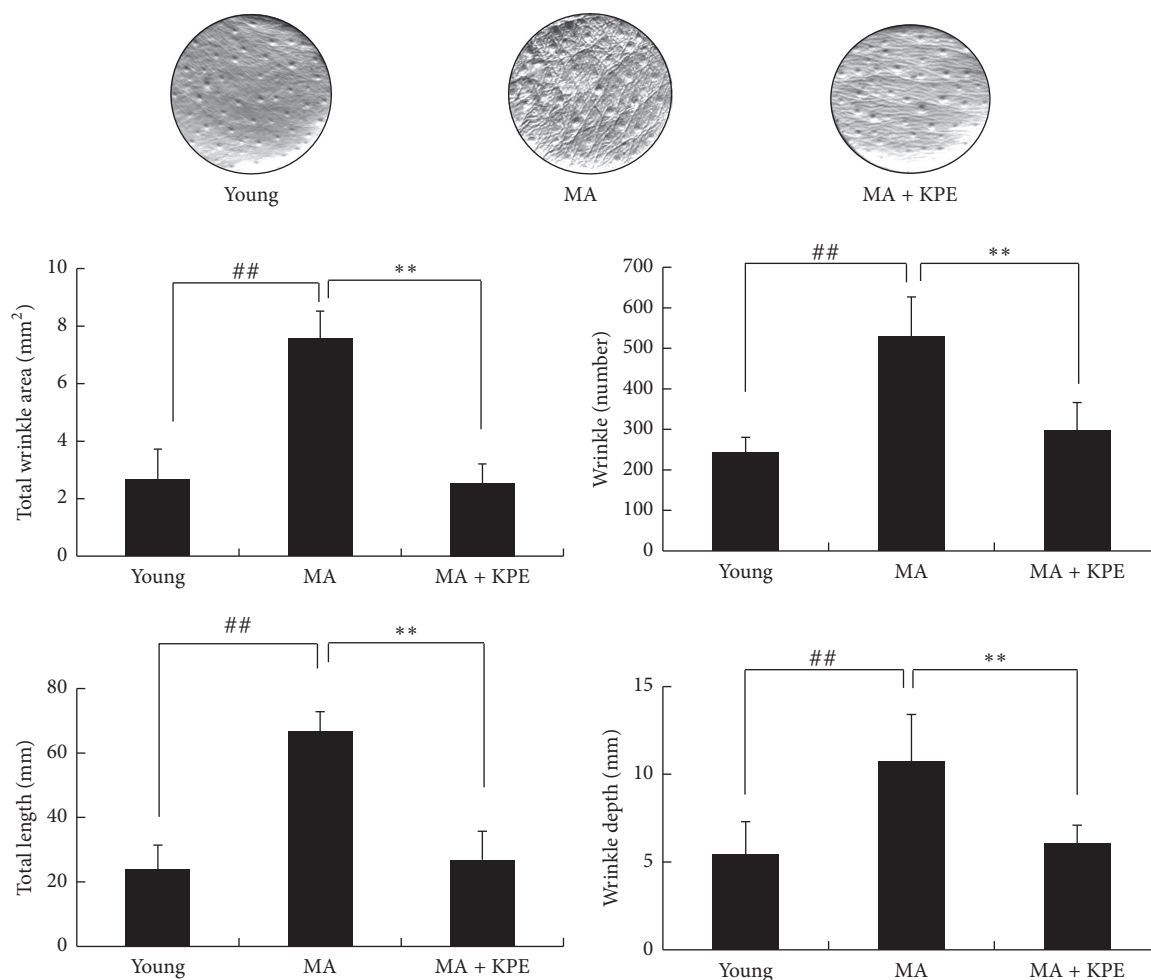 Young
MA
MA + KPE
Total wrinkle area (mm²)
10
8
6
4
2
0
##
**
Young
MA
MA + KPE
Wrinkle (number)
700
600
500
400
300
200
100
0
##
**
Young
MA
MA + KPE
Total length (mm)
80
60
40
20
0
##
**
Young
MA
MA + KPE
Wrinkle depth (mm)
15
10
5
0
##
**
Young
MA
MA + KPE